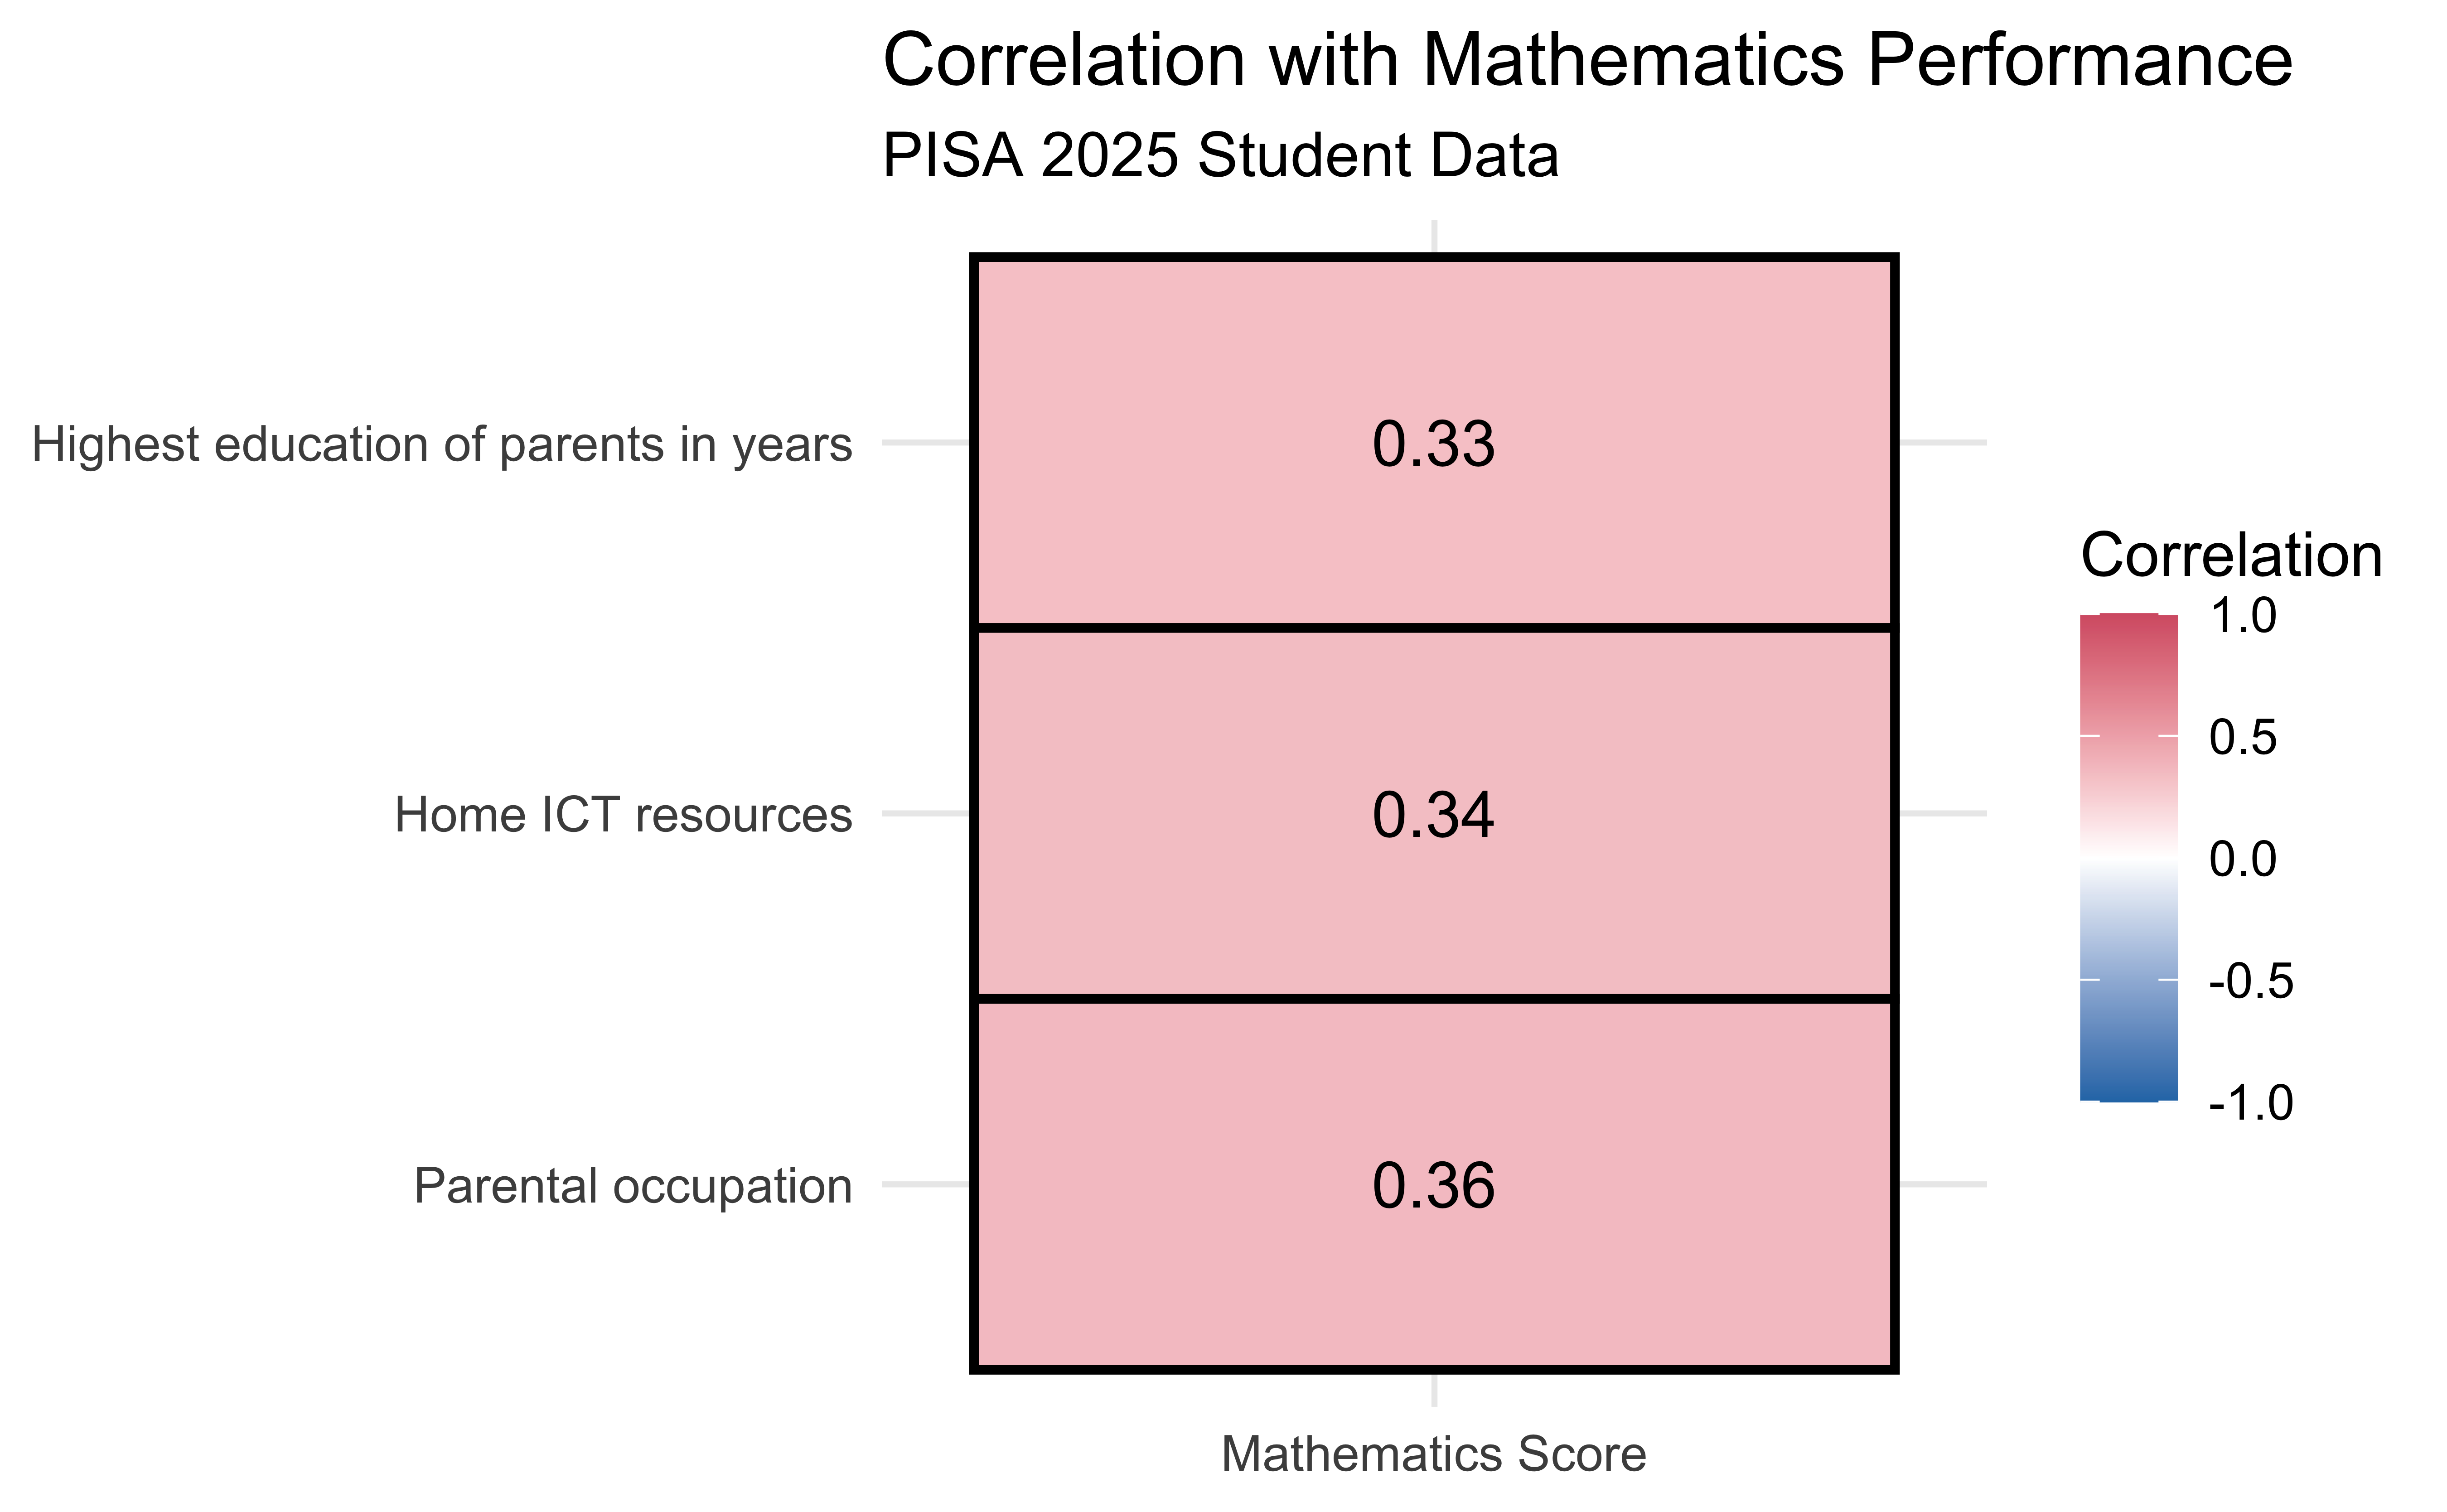 Correlation with Mathematics Performance
PISA 2025 Student Data
Highest education of parents in years
0.33
Home ICT resources
0.34
Parental occupation
0.36
Mathematics Score
Correlation
1.0
0.5
0.0
-0.5
-1.0